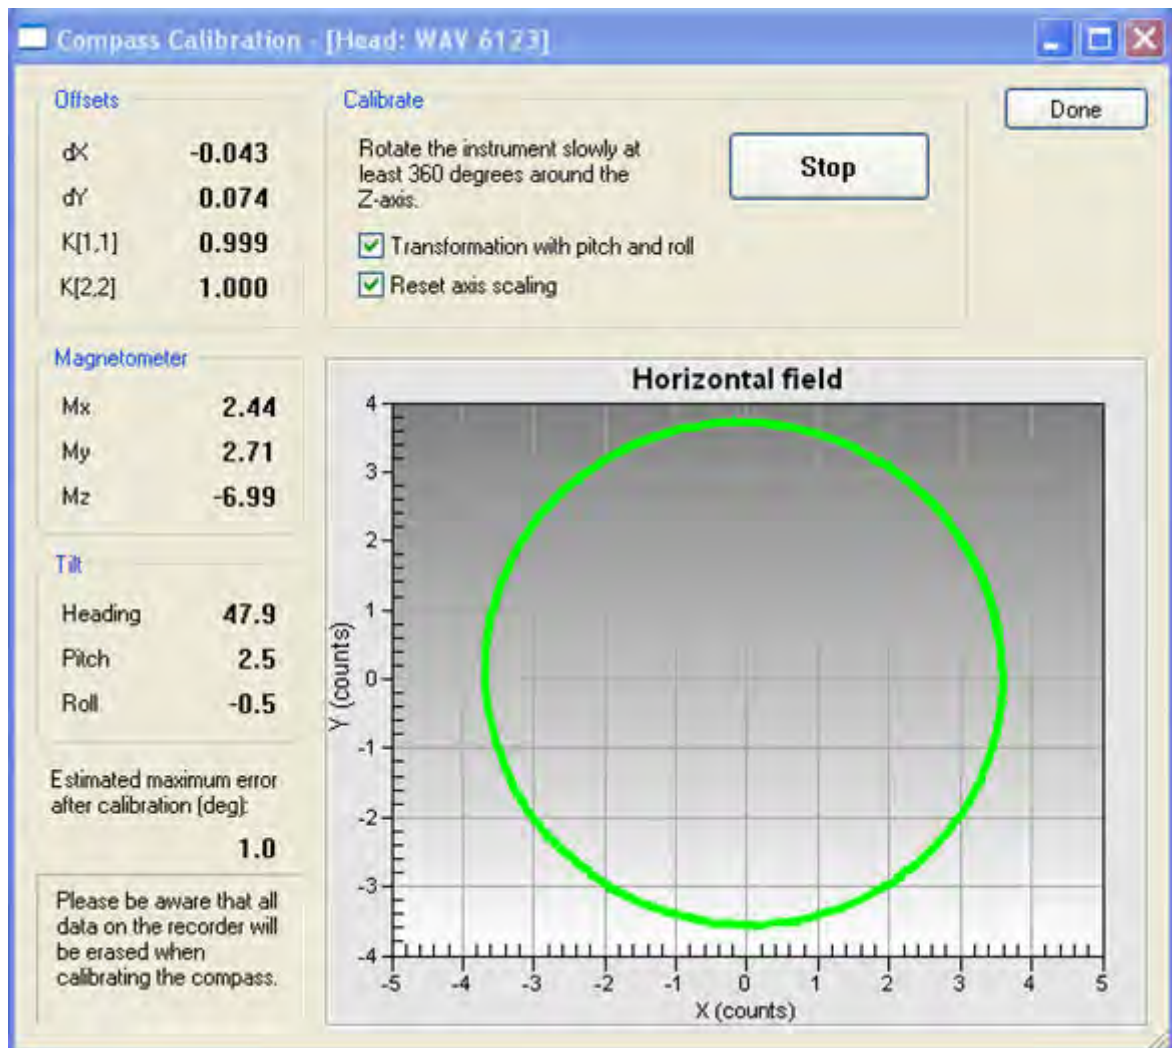 Compass Calibration - [Head: WAV 6123]
Offsets
dX -0.043
dY 0.074
K[1,1] 0.999
K[2,2] 1.000
Calibrate
Rotate the instrument slowly at
least 360 degrees around the
Z-axis.
Stop
Transformation with pitch and roll
Reset axis scaling
Done
Magnetometer
Mx 2.44
My 2.71
Mz -6.99
Tilt
Heading 47.9
Pitch 2.5
Roll -0.5
Estimated maximum error
after calibration (deg):
1.0
Please be aware that all
data on the recorder will
be erased when
calibrating the compass.
Horizontal field
Y (counts)
4
3
2
1
0
-1
-2
-3
-4
-5 -4 -3 -2 -1 0 1 2 3 4 5
X (counts)